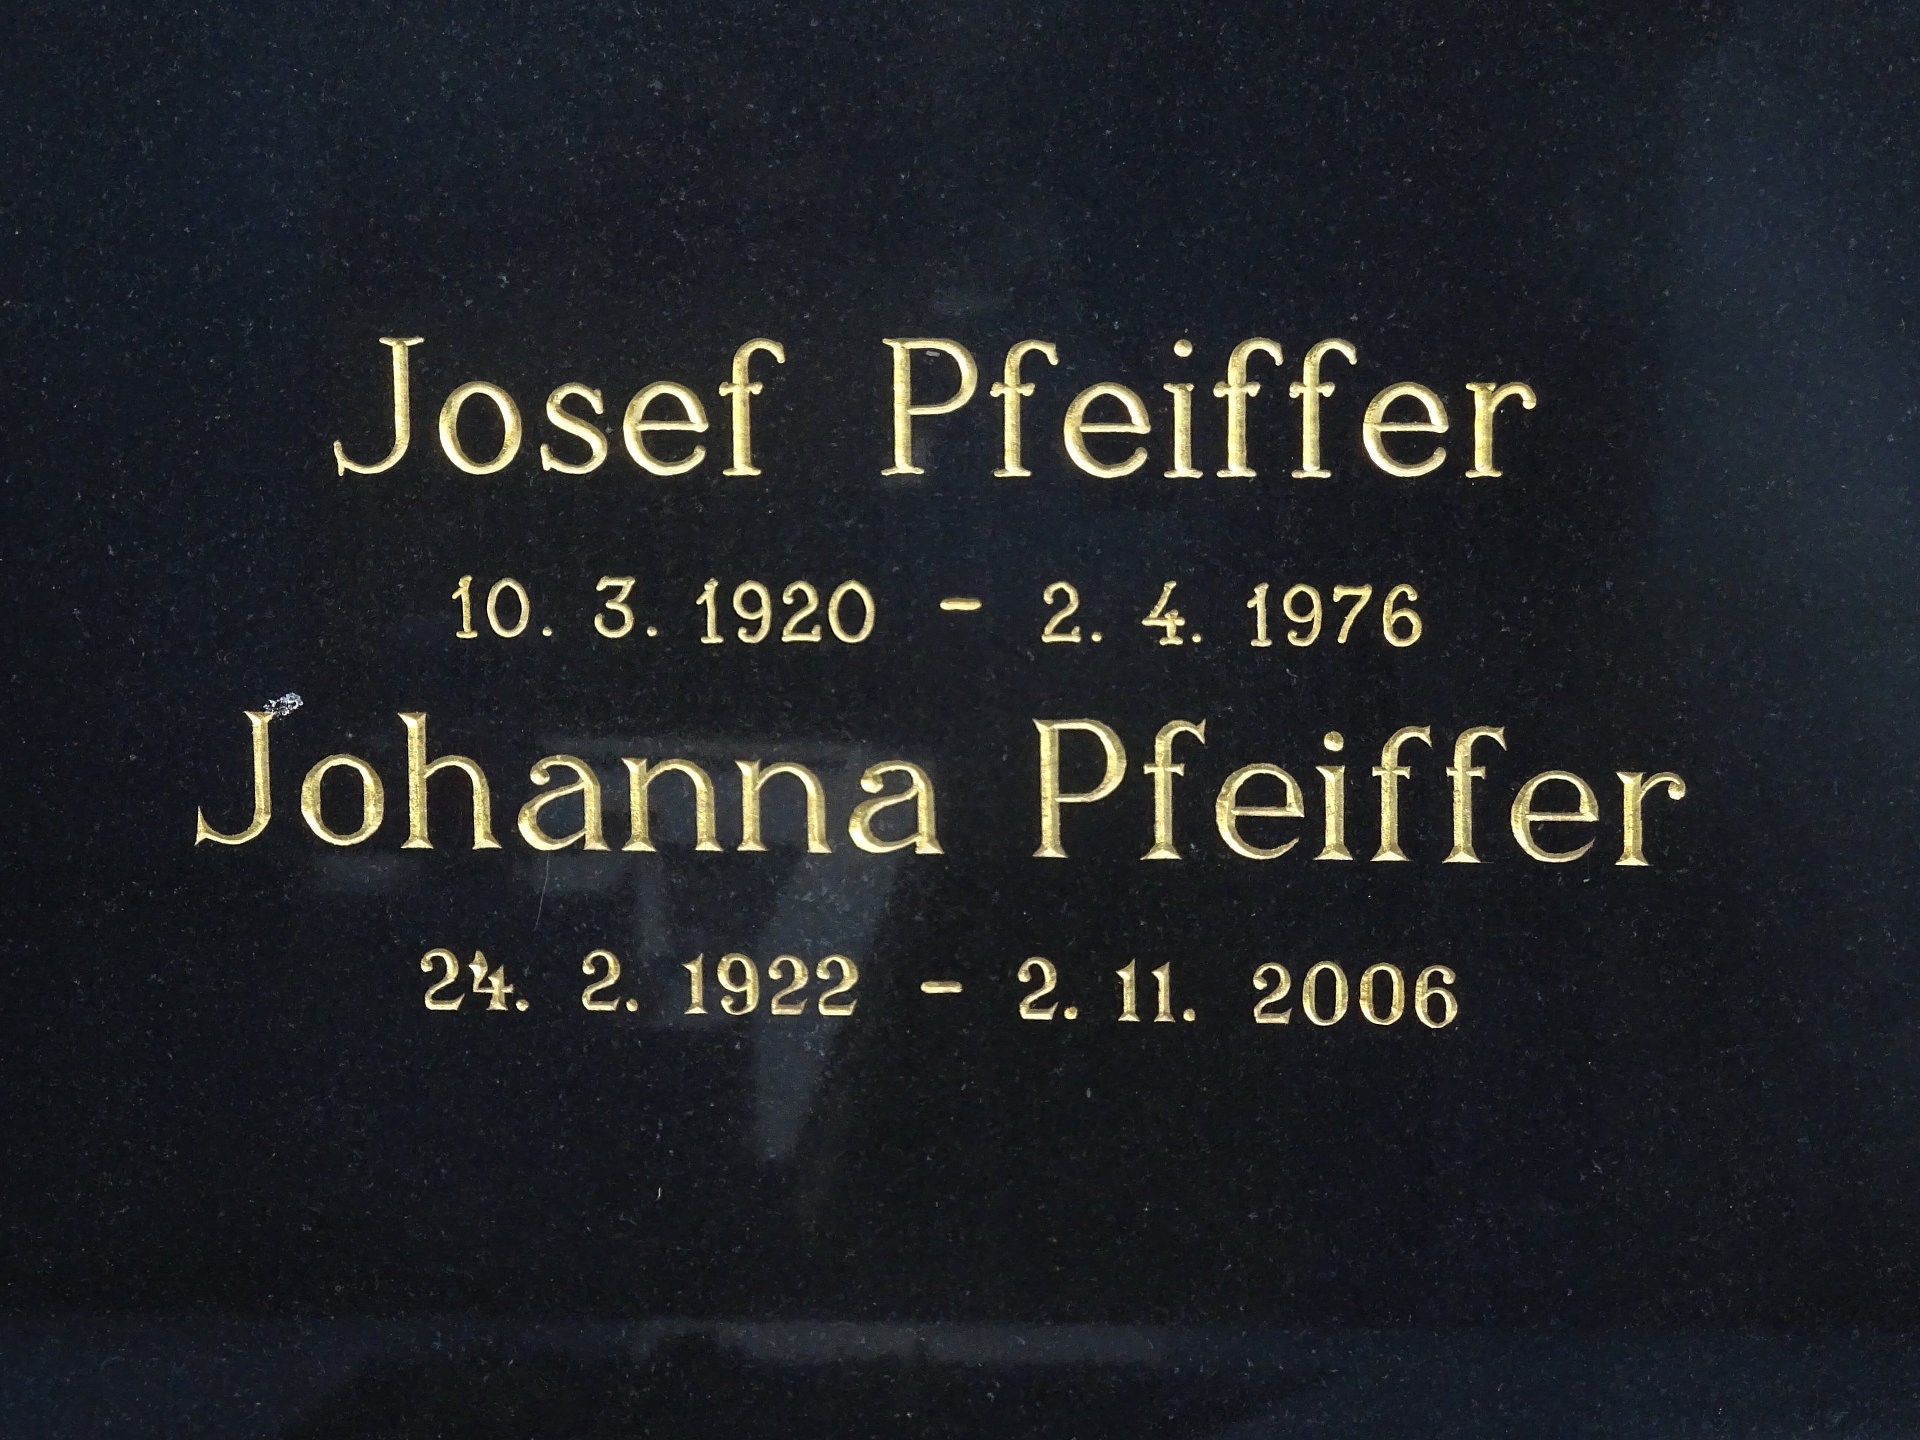 Josef Pfeiffer
10. 3. 1920 - 2. 4. 1976
Johanna Pfeiffer
24. 2. 1922 - 2. 11. 2006